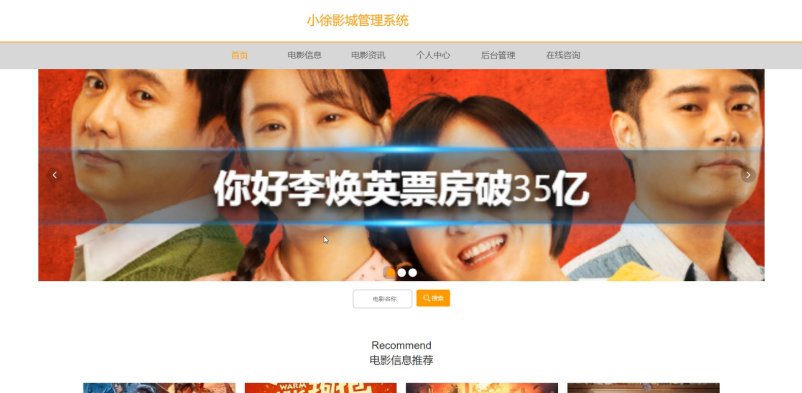 小徐影城管理系统
首页 电影信息 电影资讯 个人中心 后台管理 在线咨询
你好李焕英票房破35亿
电影名称 搜索
Recommend
电影信息推荐
WARM